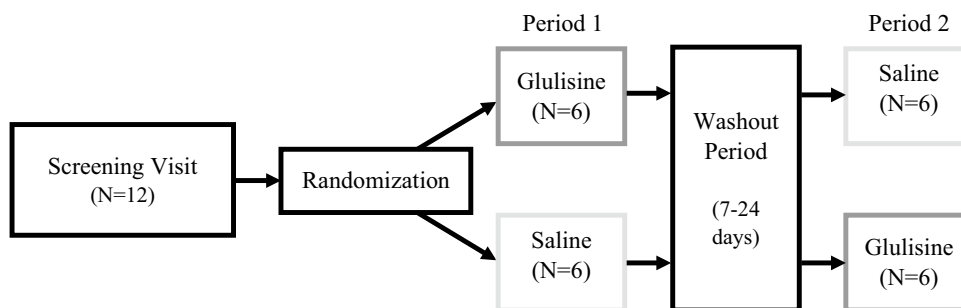 Period 1
Period 2
Screening Visit
(N=12)
Randomization
Glulisine
(N=6)
Saline
(N=6)
Washout
Period
(7-24
days)
Saline
(N=6)
Glulisine
(N=6)